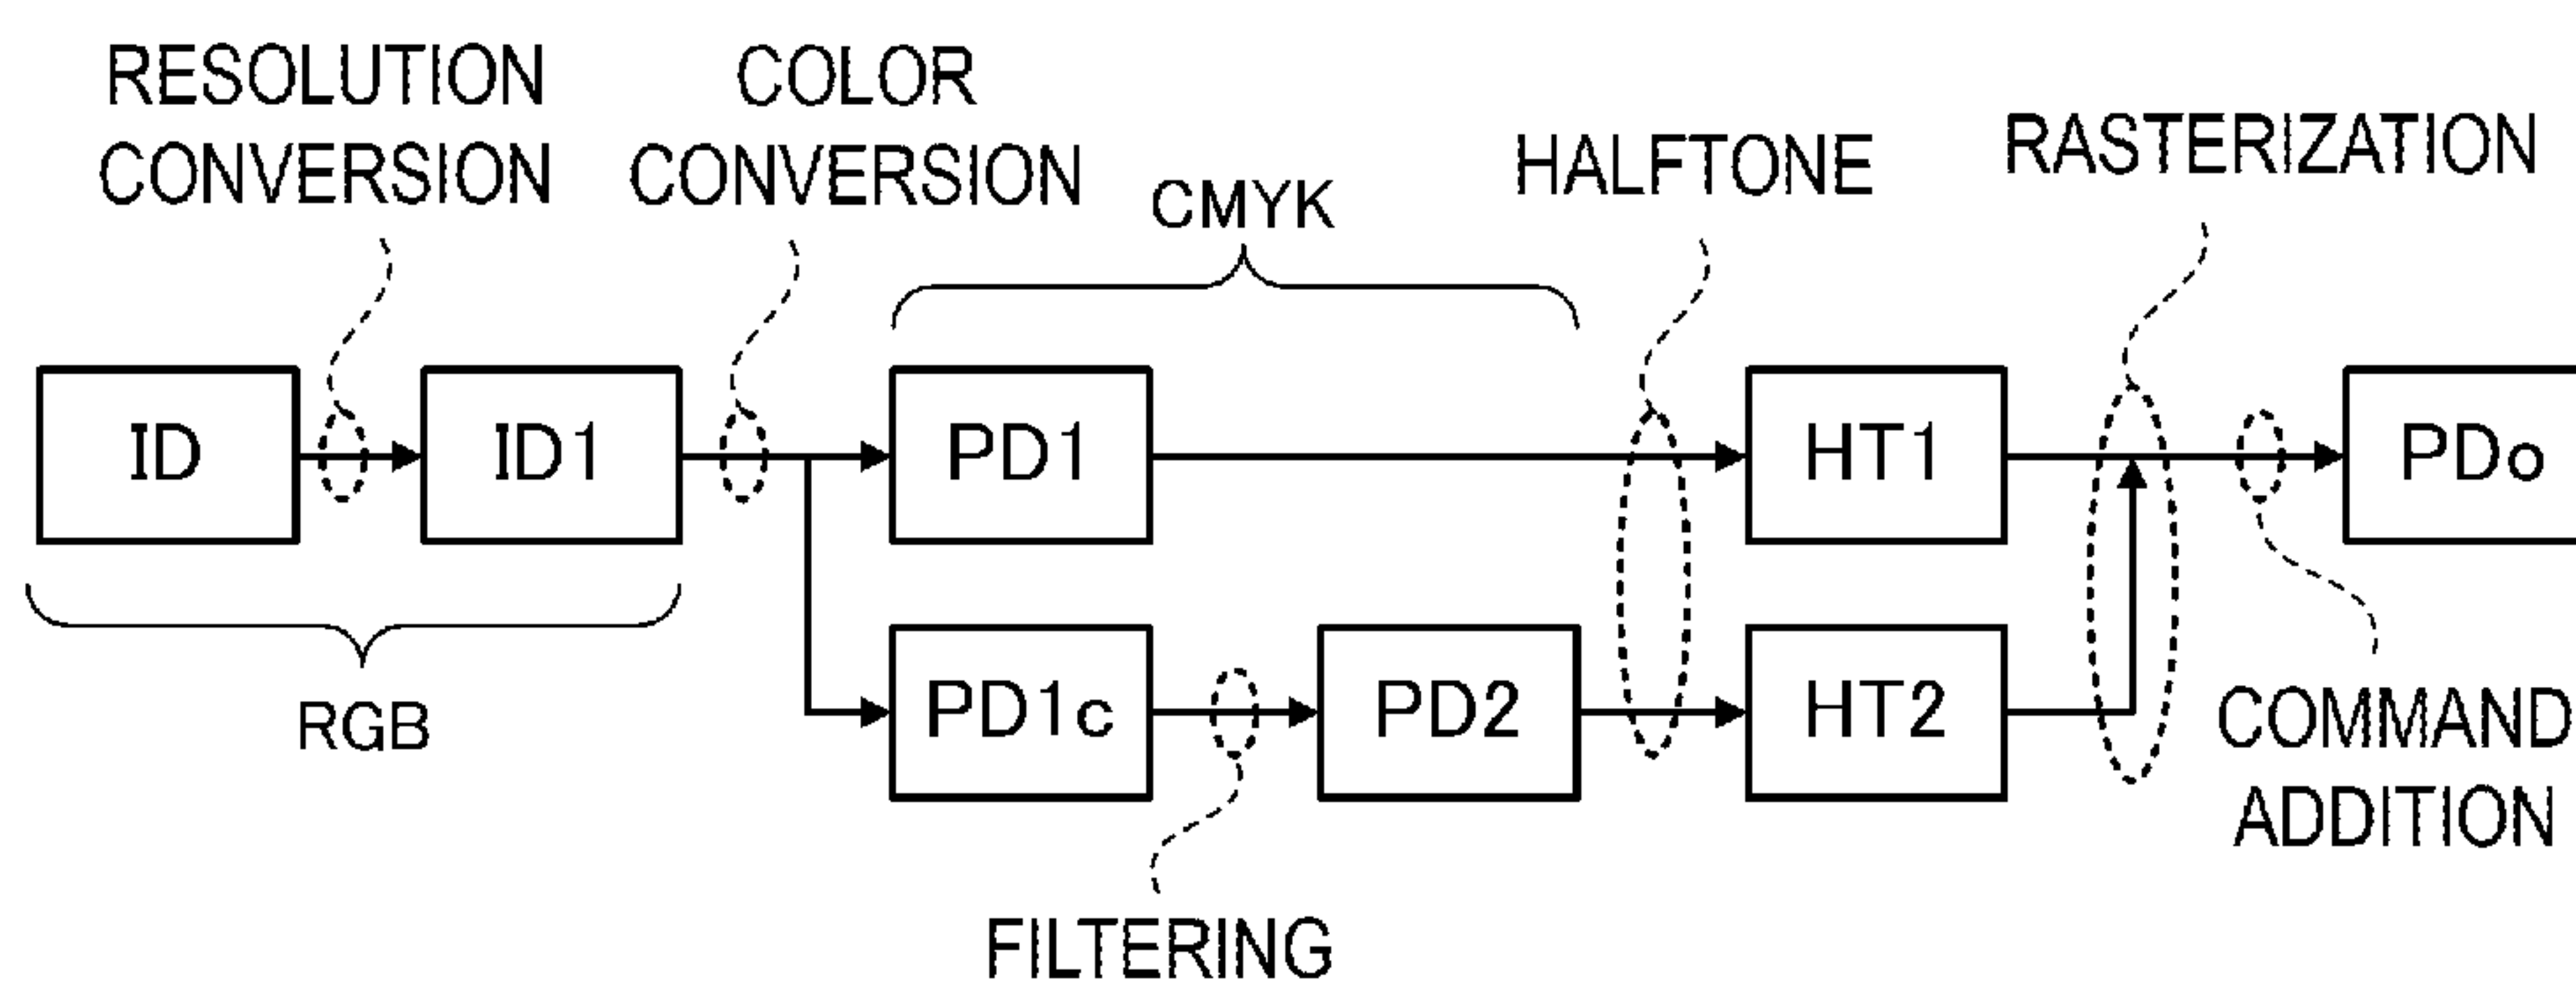 RESOLUTION
CONVERSION
COLOR
CONVERSION
CMYK
HALFTONE
RASTERIZATION
ID
ID1
PD1
HT1
PDo
RGB
PD1c
PD2
HT2
COMMAND
ADDITION
FILTERING